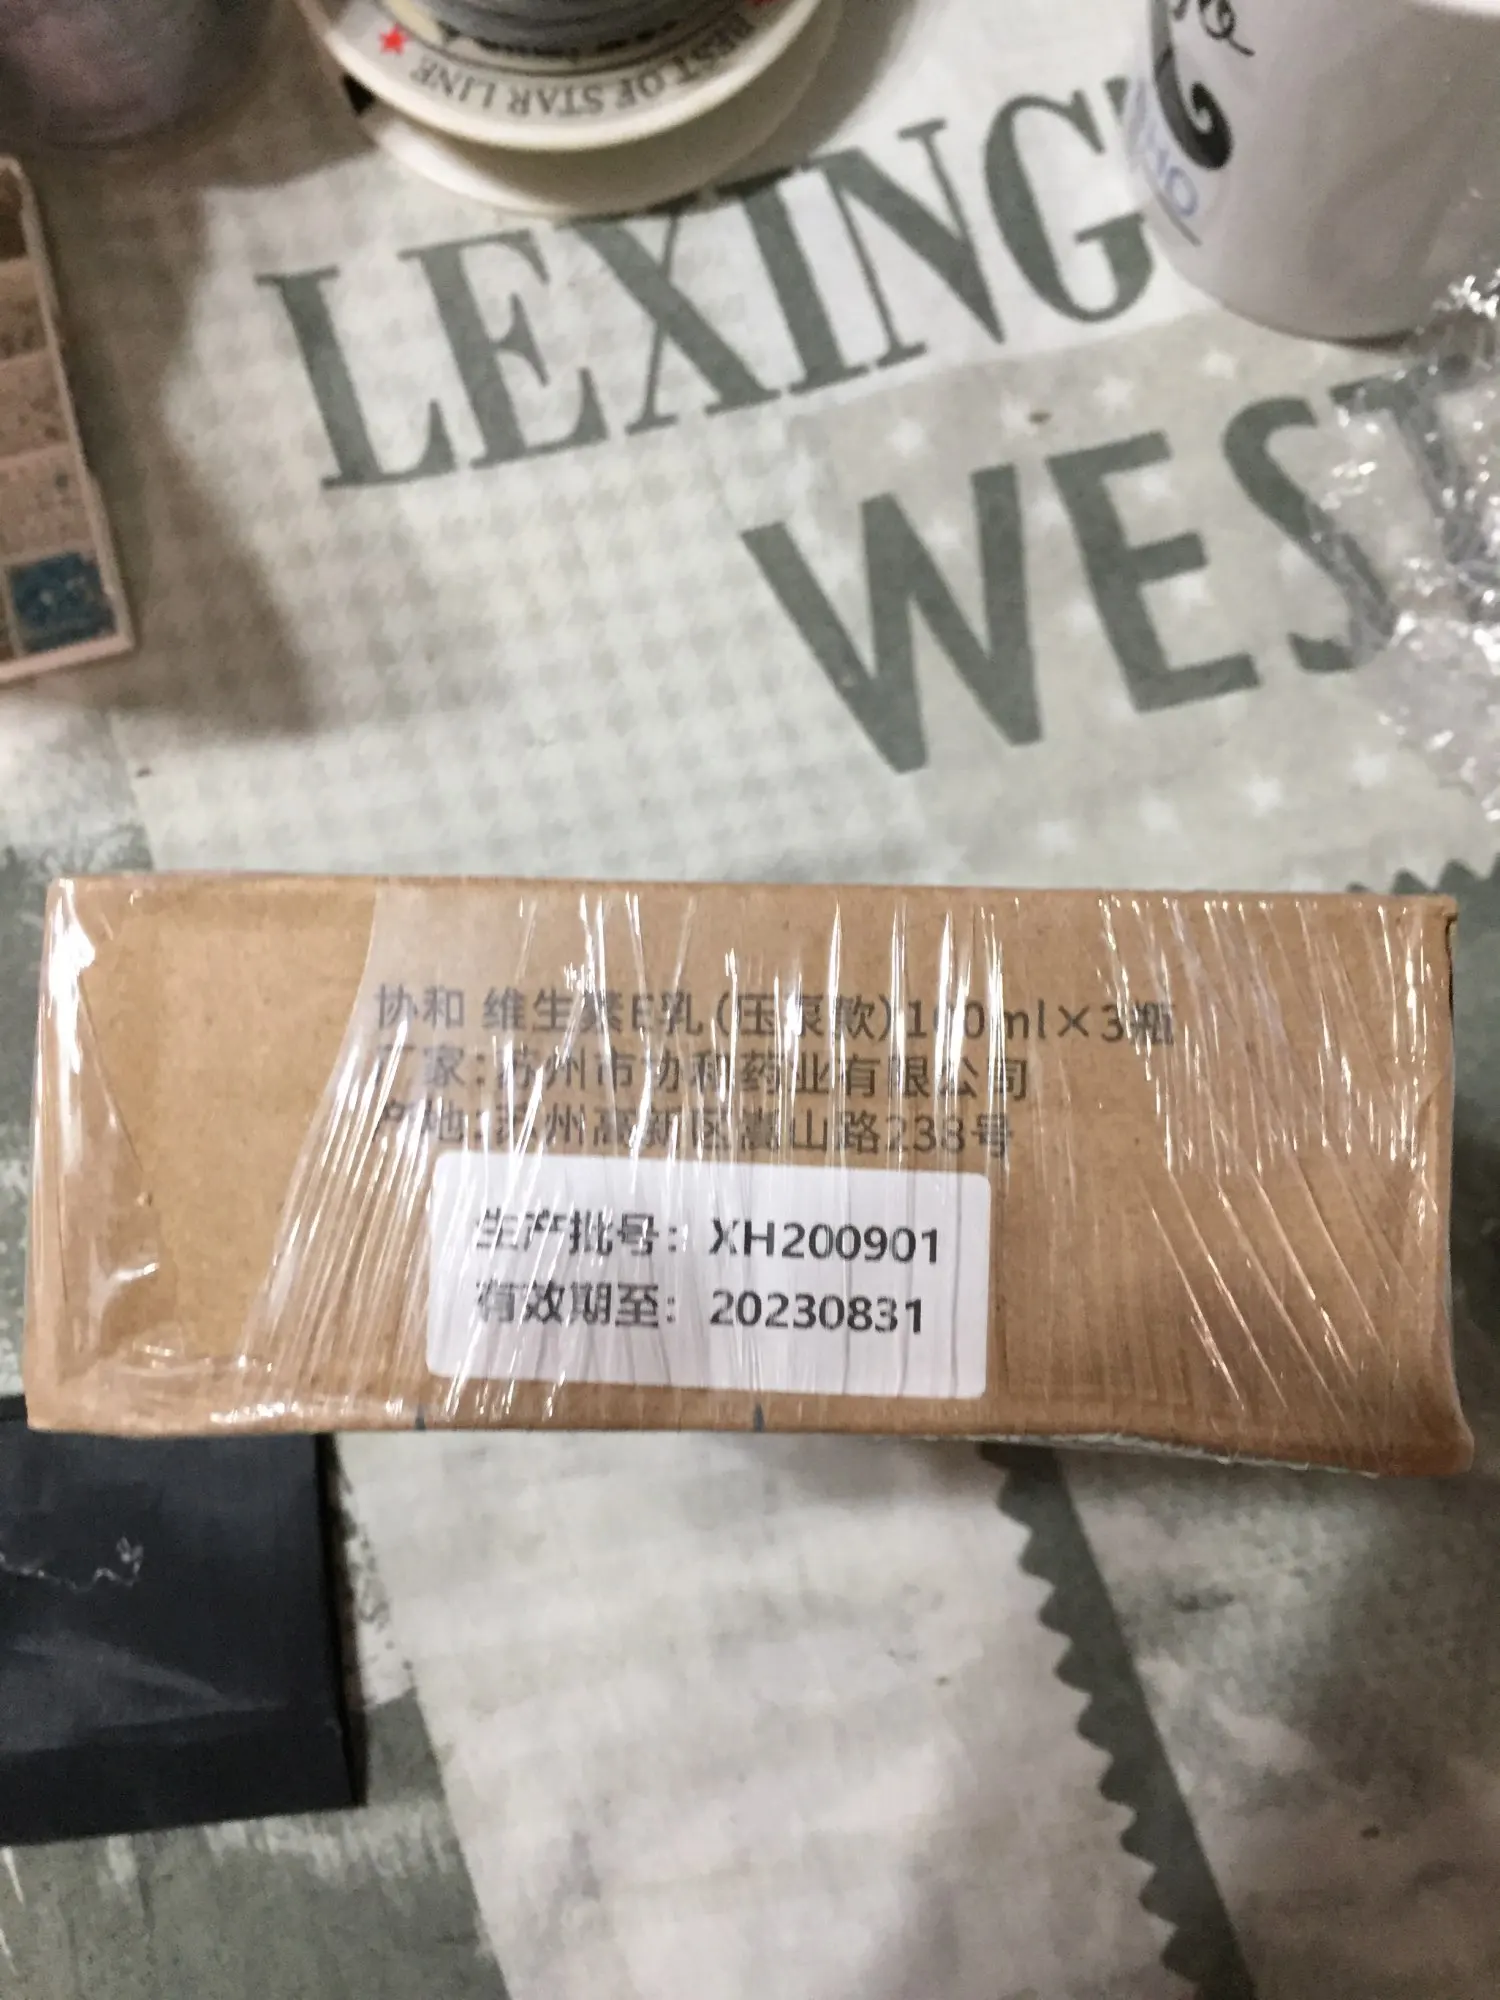 BEST OF STAR LINE
LEXING
WEST
协和 维生素E乳(压泵款)100ml×3瓶
厂家:苏州市协和药业有限公司
产地:苏州高新区嵩山路238号
生产批号: XH200901
有效期至: 20230831